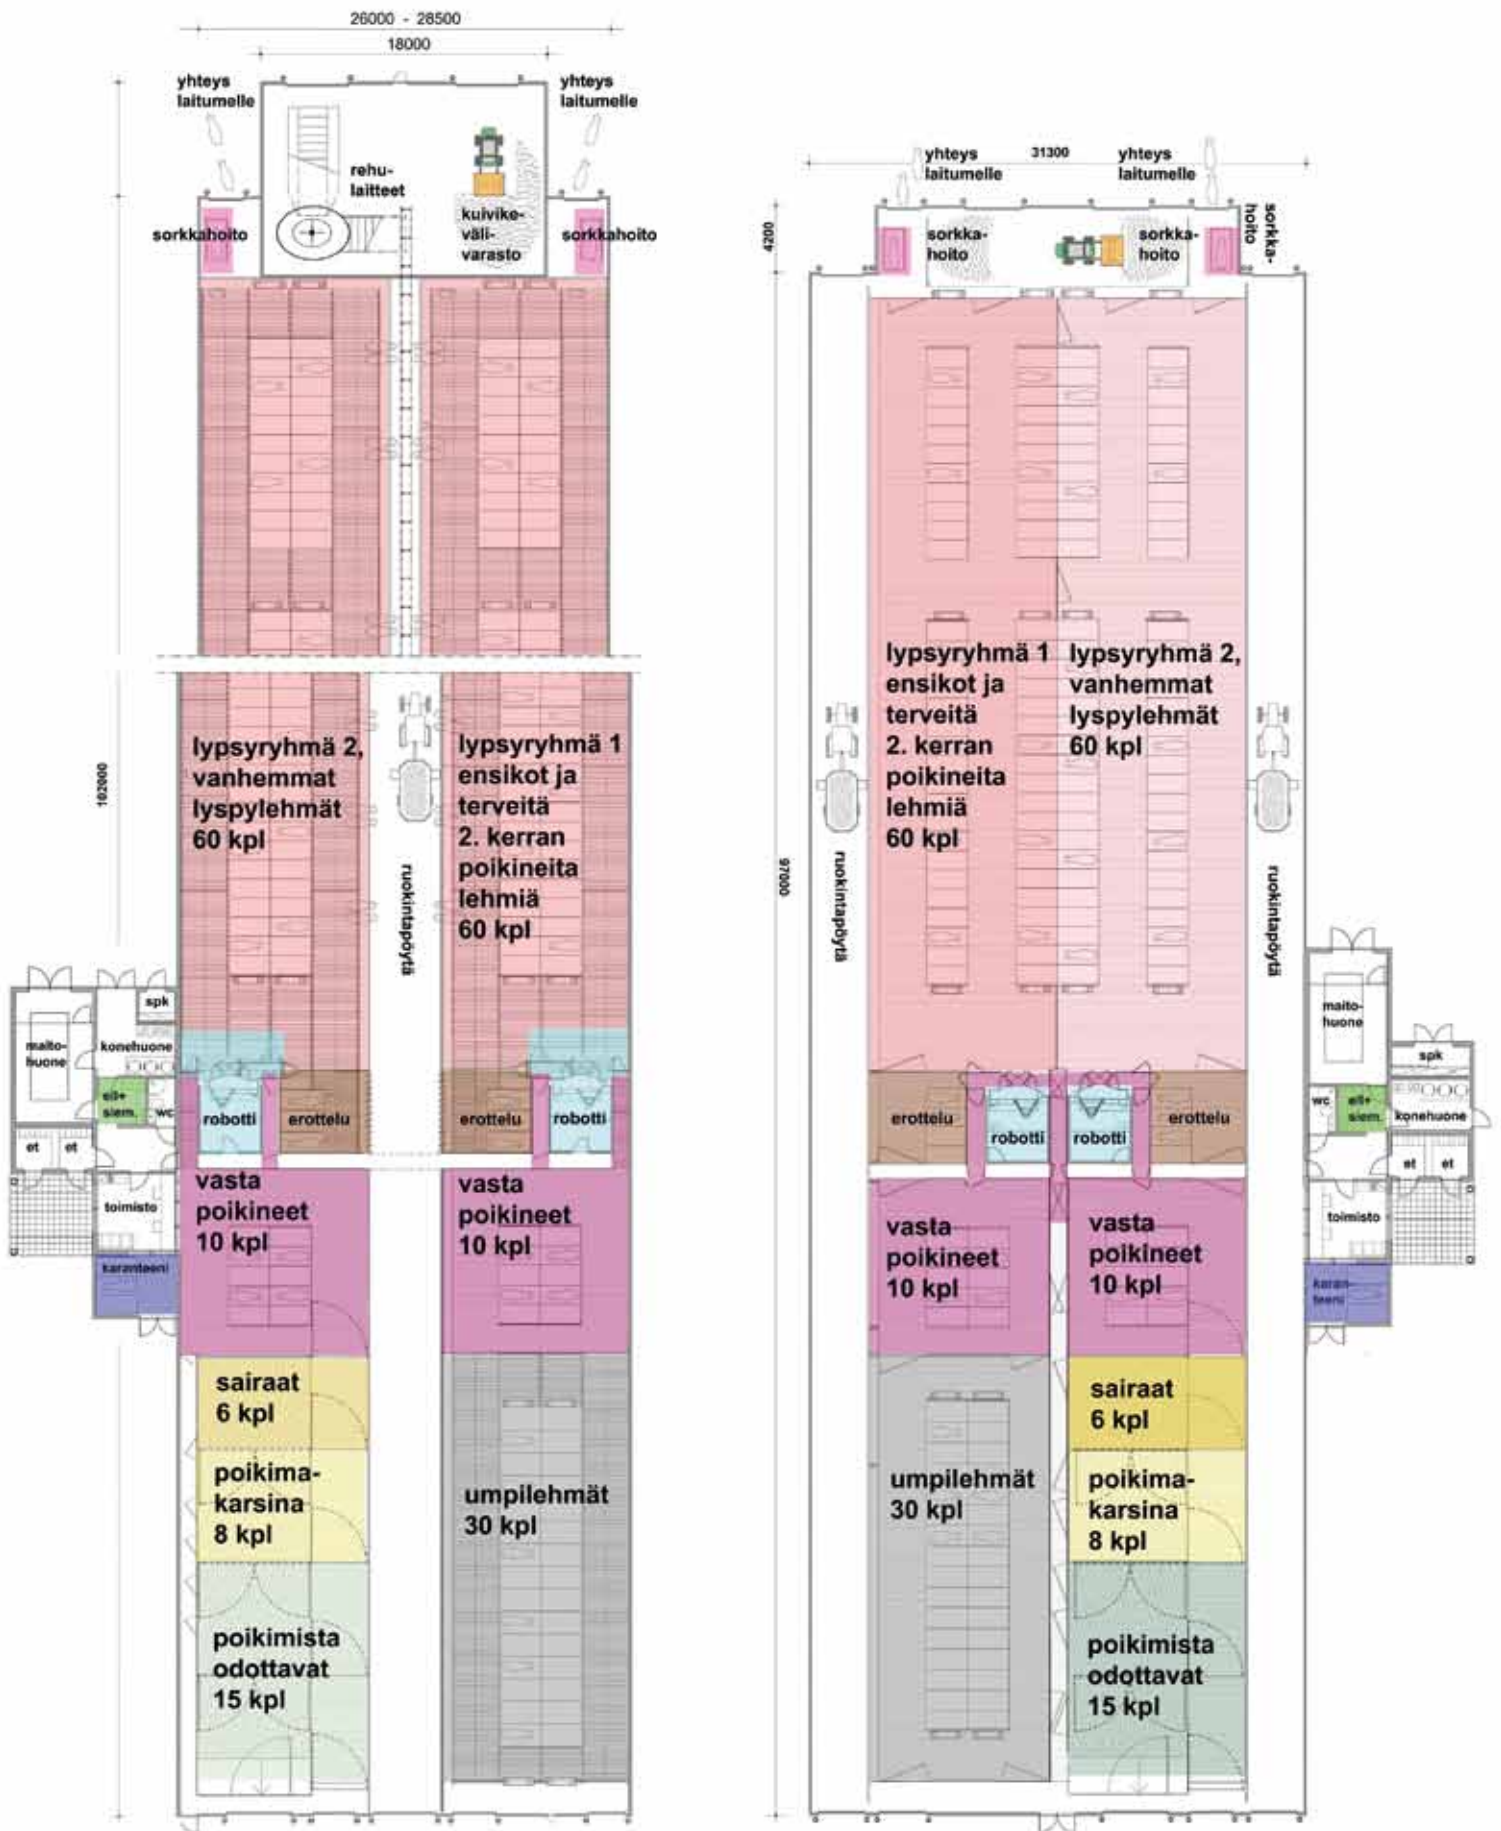 26000 - 28500
18000
yhteys
laitumelle
yhteys
laitumelle
rehu-
laitteet
kuivike-
väli-
varasto
sorkkahoito
sorkkahoito
102000
lypsyryhmä 2,
vanhemmat
lyspylehmät
60 kpl
lypsyryhmä 1
ensikot ja
terveitä
2. kerran
poikineita
lehmiä
60 kpl
ruokintapöytä
spk
maito-
huone
konehuone
ell+
siem.
wc
et
et
toimisto
karanteeni
robotti
erottelu
erottelu
robotti
vasta
poikineet
10 kpl
vasta
poikineet
10 kpl
sairaat
6 kpl
poikima-
karsina
8 kpl
poikimista
odottavat
15 kpl
umpilehmät
30 kpl
31300
yhteys
laitumelle
yhteys
laitumelle
4200
sorkka-
hoito
sorkka-
hoito
sorkka-
hoito
97000
lypsyryhmä 1
ensikot ja
terveitä
2. kerran
poikineita
lehmiä
60 kpl
lypsyryhmä 2,
vanhemmat
lyspylehmät
60 kpl
ruokintapöytä
ruokintapöytä
maito-
huone
spk
wc
ell+
siem.
konehuone
et
et
toimisto
karan-
teeni
erottelu
robotti
robotti
erottelu
vasta
poikineet
10 kpl
vasta
poikineet
10 kpl
sairaat
6 kpl
umpilehmät
30 kpl
poikima-
karsina
8 kpl
poikimista
odottavat
15 kpl